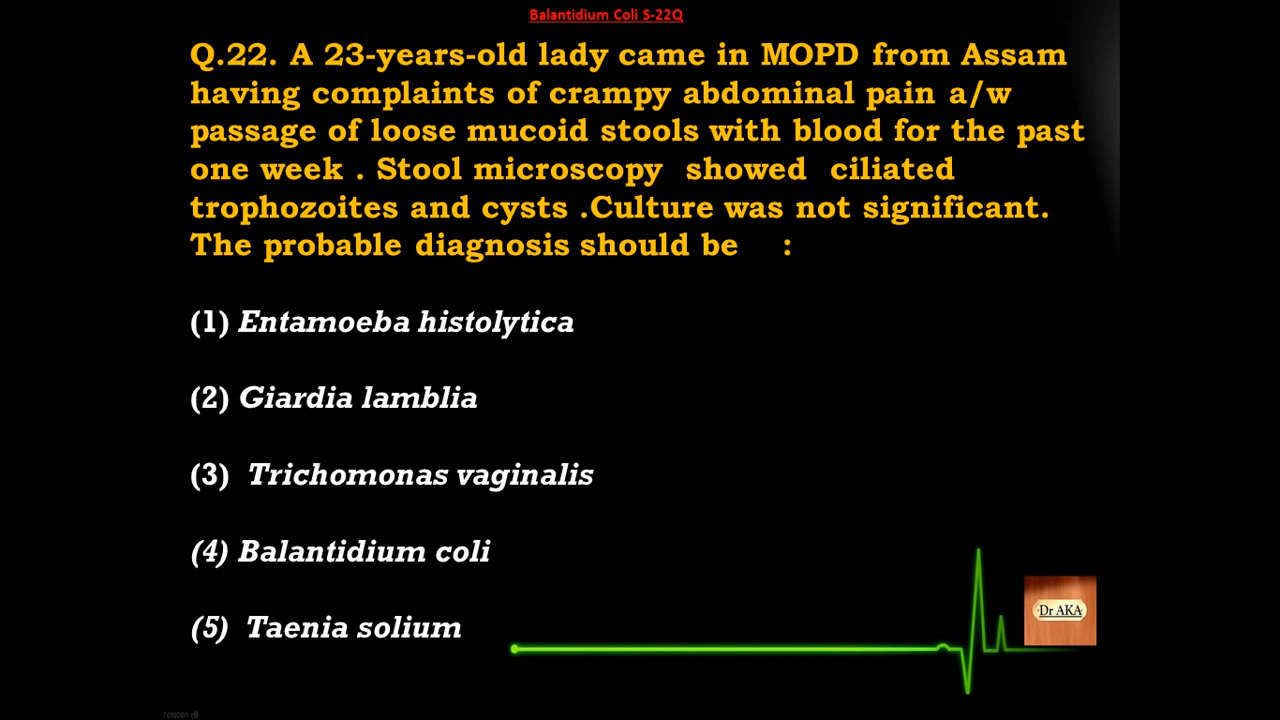 Balantidium Coli S-22Q
Q.22. A 23-years-old lady came in MOPD from Assam
having complaints of crampy abdominal pain a/w
passage of loose mucoid stools with blood for the past
one week . Stool microscopy showed ciliated
trophozoites and cysts .Culture was not significant.
The probable diagnosis should be :
(1) Entamoeba histolytica
(2) Giardia lamblia
(3) Trichomonas vaginalis
(4) Balantidium coli
(5) Taenia solium
Dr AKA